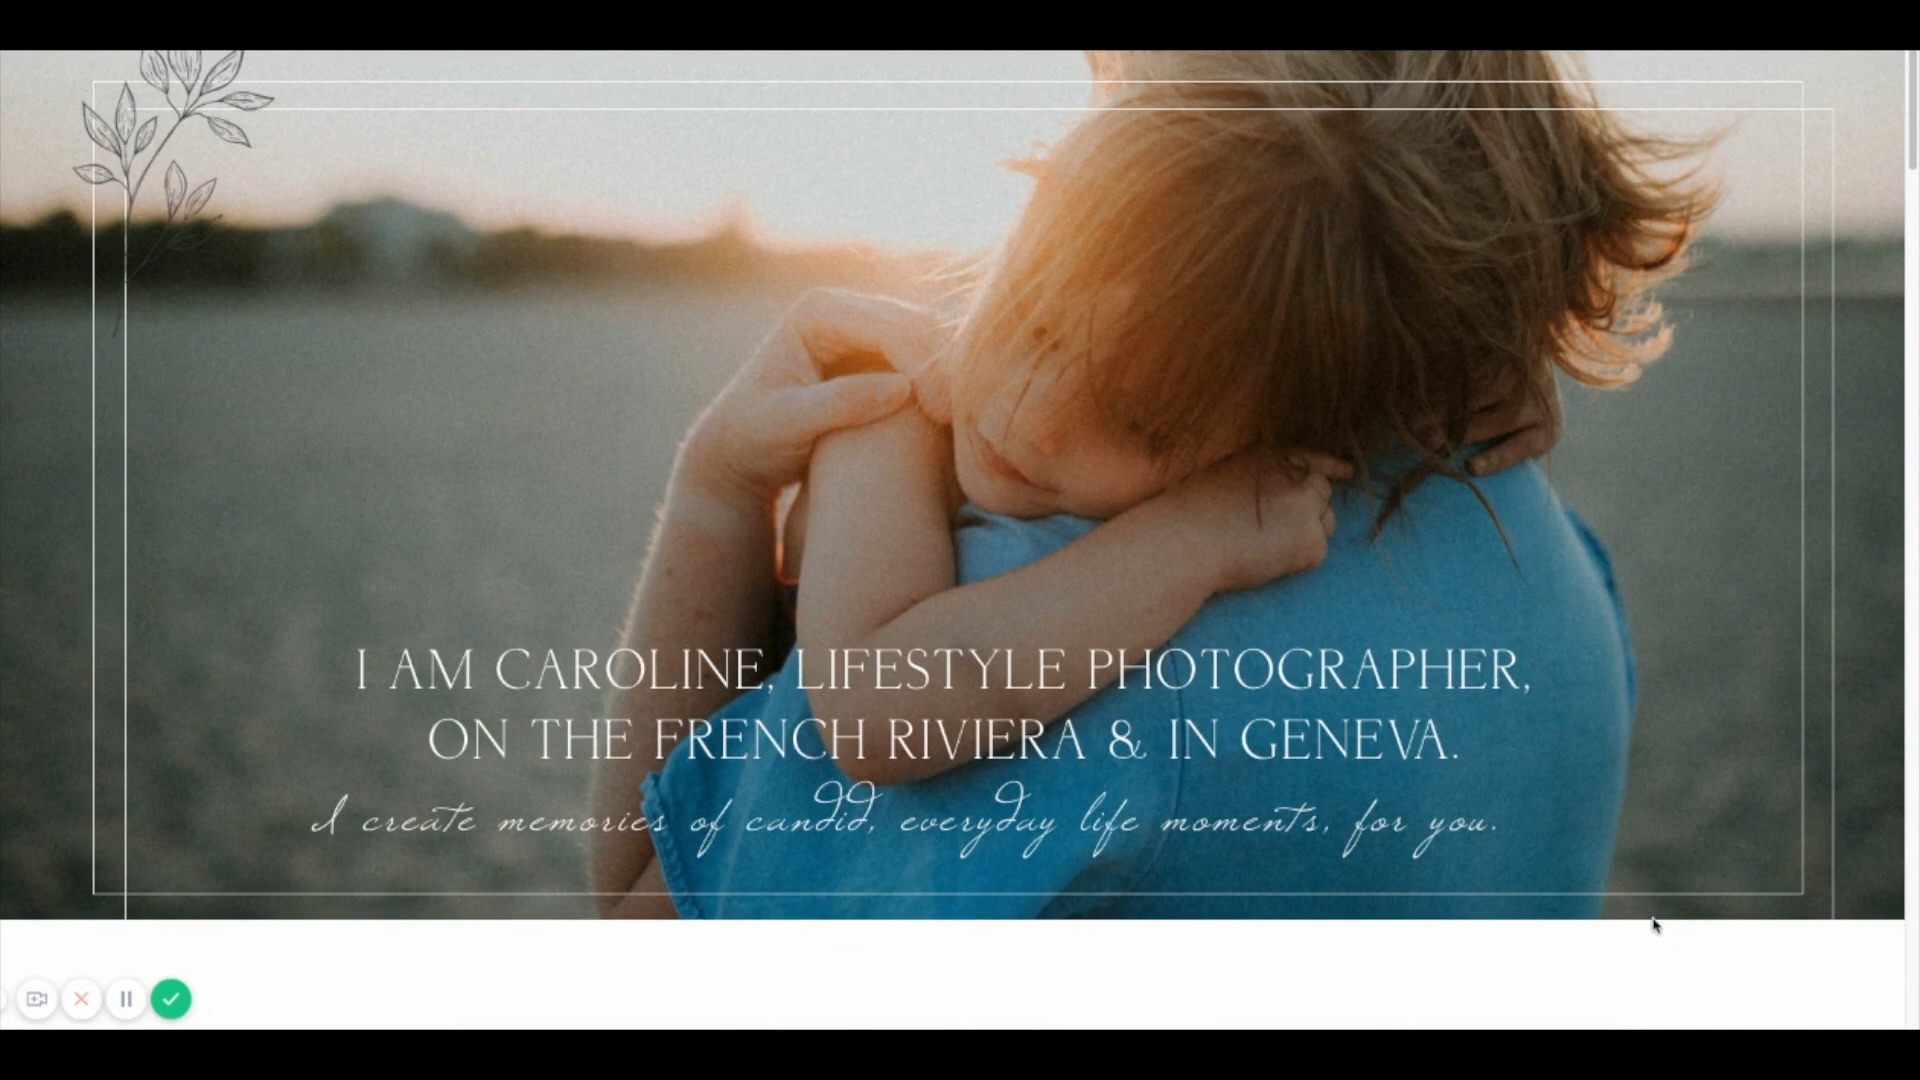 I AM CAROLINE, LIFESTYLE PHOTOGRAPHER,
ON THE FRENCH RIVIERA & IN GENEVA.
I create memories of candid, everyday life moments, for you.